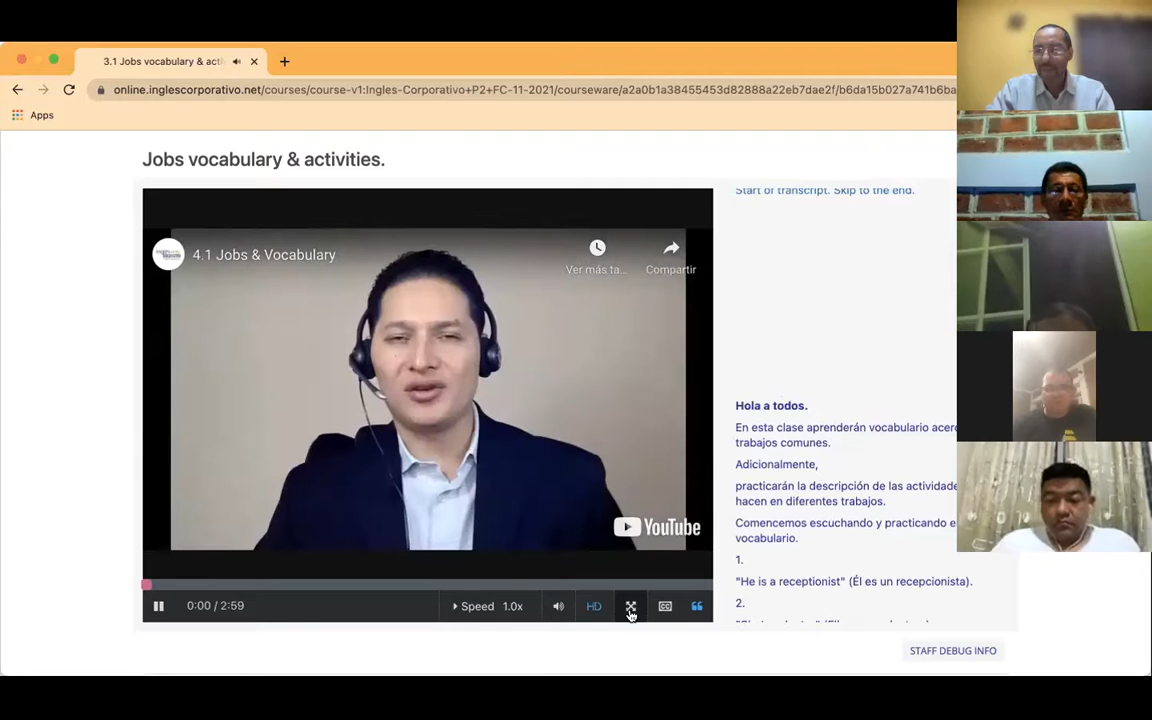 3.1 Jobs vocabulary & acti
online.inglescorporativo.net/courses/course-v1:Ingles-Corporativo+P2+FC-11-2021/courseware/a2a0b1a38455453d82888a22eb7dae2f/b6da15b027a741b6ba
Apps
Jobs vocabulary & activities.
Start of transcript. Skip to the end.
4.1 Jobs & Vocabulary
Ver más ta...
Compartir
YouTube
Hola a todos.
En esta clase aprenderán vocabulario acerc
trabajos comunes.
Adicionalmente,
practicarán la descripción de las actividade
hacen en diferentes trabajos.
Comencemos escuchando y practicando e
vocabulario.
1.
"He is a receptionist" (Él es un recepcionista).
2.
0:00 / 2:59
Speed 1.0x
HD
CC
STAFF DEBUG INFO